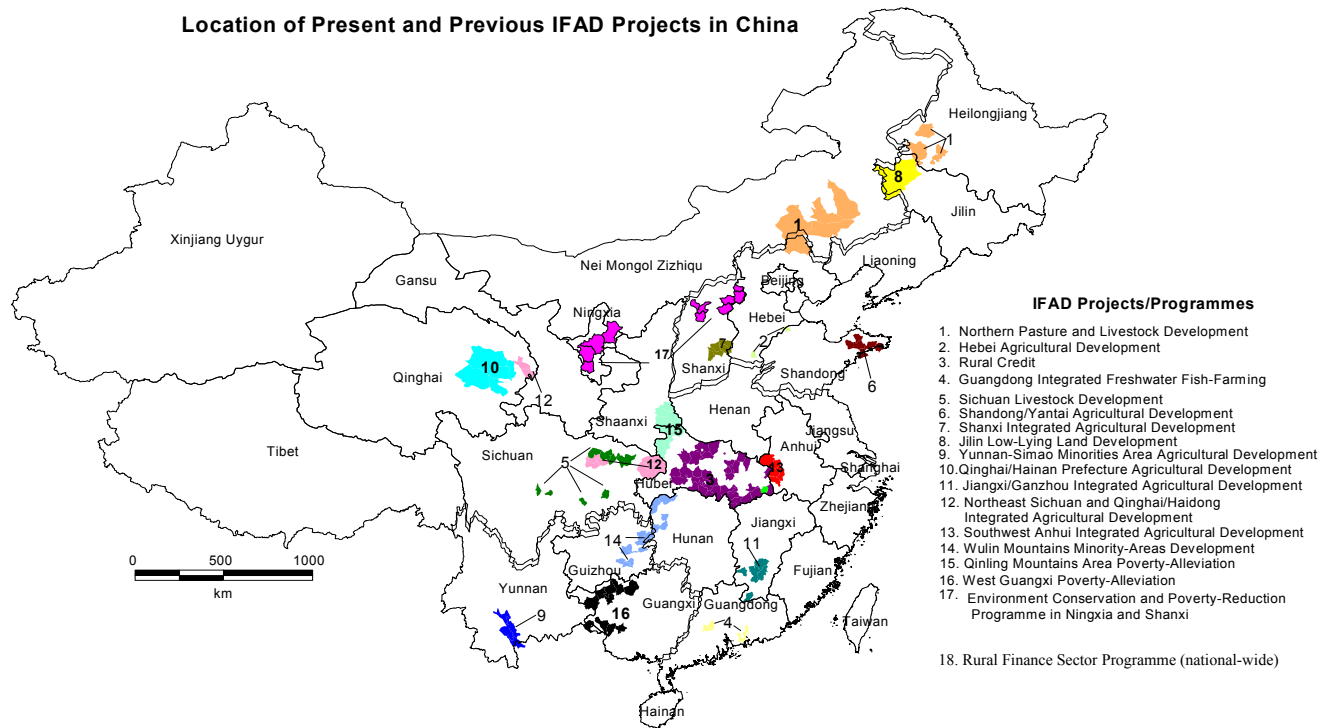 Location of Present and Previous IFAD Projects in China
Heilongjiang
1
8
Jilin
1
Xinjiang Uygur
Liaoning
Nei Mongol Zizhiqu
Gansu
Beijing
Ningxia
Hebei
17
2
7
10
Shanxi
Shandong
6
Qinghai
12
Henan
Shaanxi
15
Jiangsu
Anhui
Tibet
Sichuan
5
12
13
Shanghai
3
Hubei
Zhejiang
Jiangxi
14
Hunan
11
Guizhou
Fujian
Yunnan
Guangxi
Guangdong
16
9
4
Taiwan
Hainan
0 500 1000
km
IFAD Projects/Programmes
1. Northern Pasture and Livestock Development
2. Hebei Agricultural Development
3. Rural Credit
4. Guangdong Integrated Freshwater Fish-Farming
5. Sichuan Livestock Development
6. Shandong/Yantai Agricultural Development
7. Shanxi Integrated Agricultural Development
8. Jilin Low-Lying Land Development
9. Yunnan-Simao Minorities Area Agricultural Development
10. Qinghai/Hainan Prefecture Agricultural Development
11. Jiangxi/Ganzhou Integrated Agricultural Development
12. Northeast Sichuan and Qinghai/Haidong
Integrated Agricultural Development
13. Southwest Anhui Integrated Agricultural Development
14. Wulin Mountains Minority-Areas Development
15. Qinling Mountains Area Poverty-Alleviation
16. West Guangxi Poverty-Alleviation
17. Environment Conservation and Poverty-Reduction
Programme in Ningxia and Shanxi
18. Rural Finance Sector Programme (national-wide)